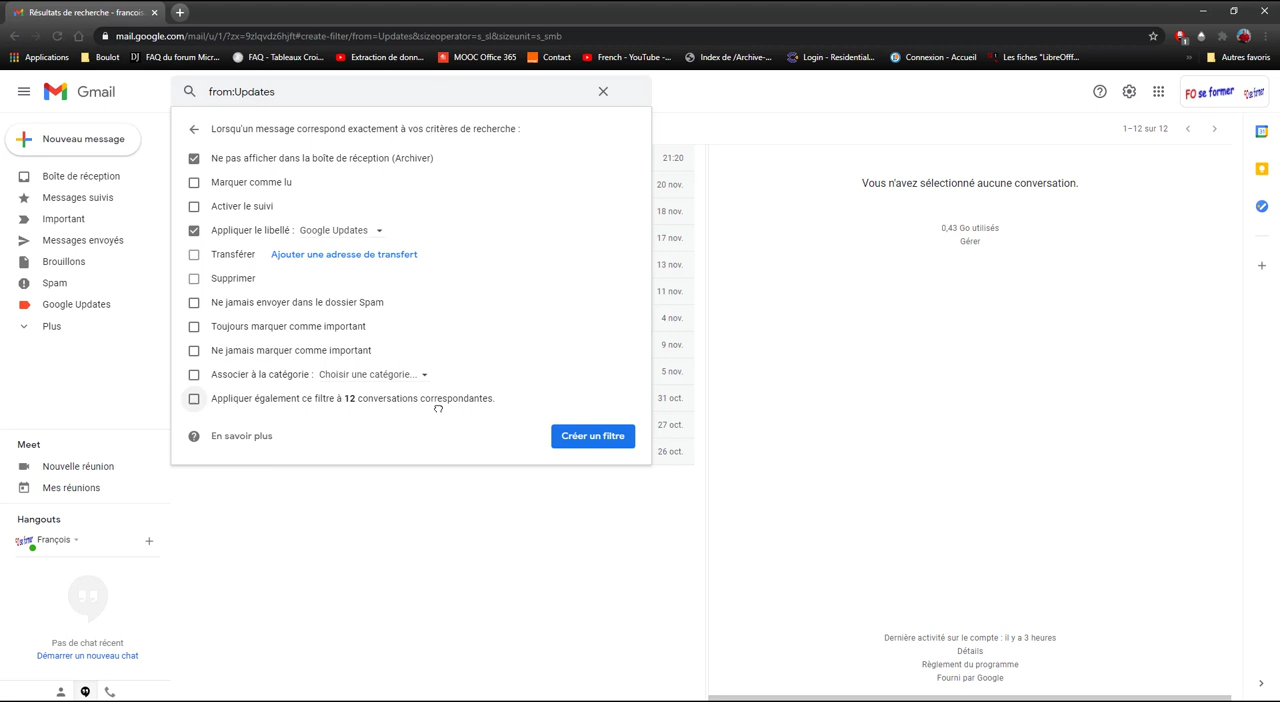 Résultats de recherche - francois
mail.google.com/mail/u/1/?zx=9zlqvdz6hjft#create-filter/from=Updates&sizeoperator=s_sl&sizeunit=s_smb
Applications
Boulot
FAQ du forum Micr...
FAQ - Tableaux Croi...
Extraction de donn...
MOOC Office 365
Contact
French - YouTube -...
Index de /Archive-...
Login - Residential...
Connexion - Accueil
Les fiches "LibreOfff...
»
Autres favoris
Gmail
from:Updates
FO se former
Nouveau message
Boîte de réception
Messages suivis
Important
Messages envoyés
Brouillons
Spam
Google Updates
Plus
Lorsqu'un message correspond exactement à vos critères de recherche :
Ne pas afficher dans la boîte de réception (Archiver)
Marquer comme lu
Activer le suivi
Appliquer le libellé : Google Updates
Transférer Ajouter une adresse de transfert
Supprimer
Ne jamais envoyer dans le dossier Spam
Toujours marquer comme important
Ne jamais marquer comme important
Associer à la catégorie : Choisir une catégorie...
Appliquer également ce filtre à 12 conversations correspondantes.
En savoir plus
Créer un filtre
1–12 sur 12
21:20
20 nov.
18 nov.
17 nov.
13 nov.
11 nov.
4 nov.
9 nov.
5 nov.
31 oct.
27 oct.
26 oct.
Vous n'avez sélectionné aucune conversation.
0,43 Go utilisés
Gérer
Meet
Nouvelle réunion
Mes réunions
Hangouts
François
Pas de chat récent
Démarrer un nouveau chat
Dernière activité sur le compte : il y a 3 heures
Détails
Règlement du programme
Fourni par Google